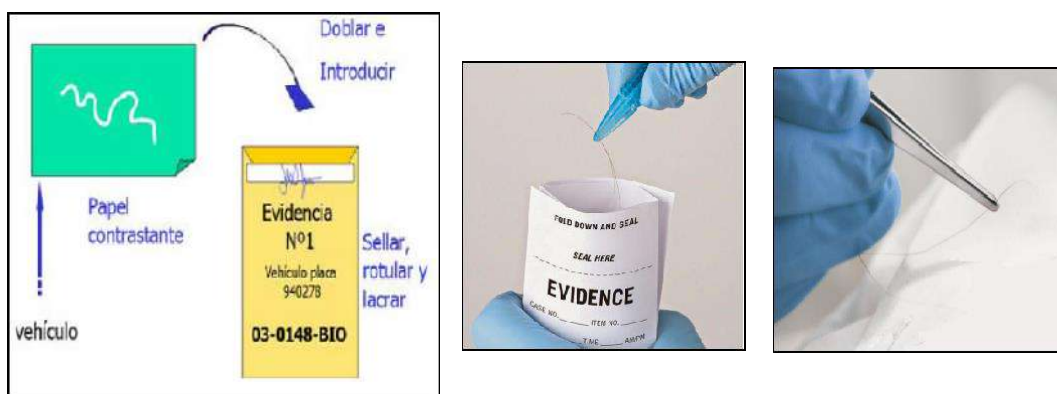 Doblar e
Introducir
Papel
contrastante
vehículo
Evidencia
Nº1
Vehículo placa
940278
03-0148-BIO
Sellar,
rotular y
lacrar
FOLD DOWN AND SEAL
SEAL HERE
EVIDENCE
CASE NO. ITEM NO.
TIME AM/PM